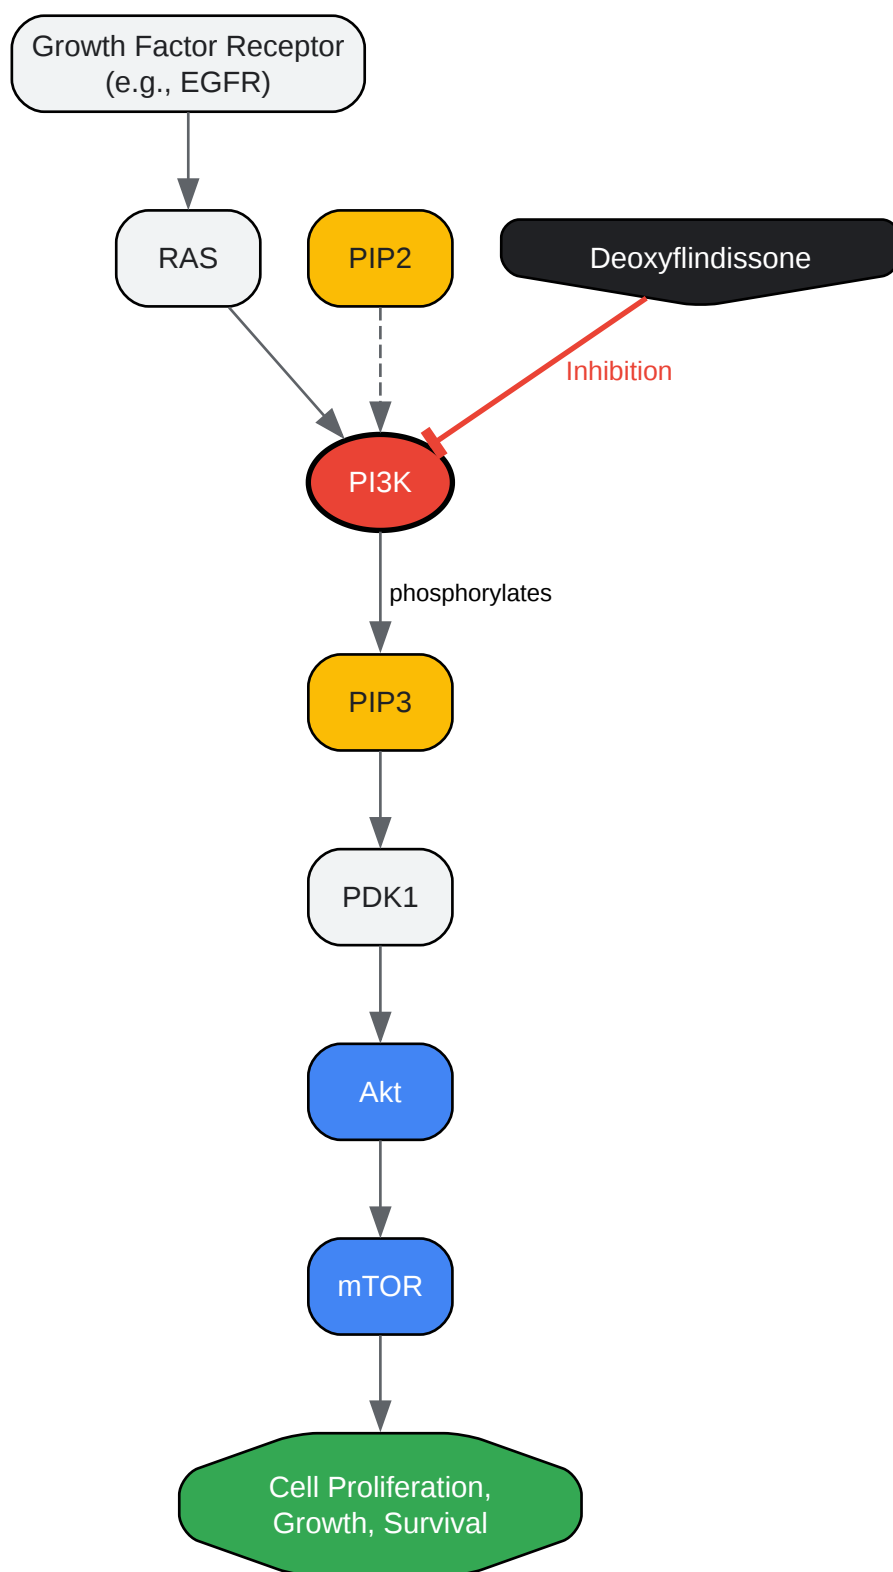 Growth Factor Receptor
(e.g., EGFR)
RAS
PIP2
Deoxyflindissone
Inhibition
PI3K
phosphorylates
PIP3
PDK1
Akt
mTOR
Cell Proliferation,
Growth, Survival